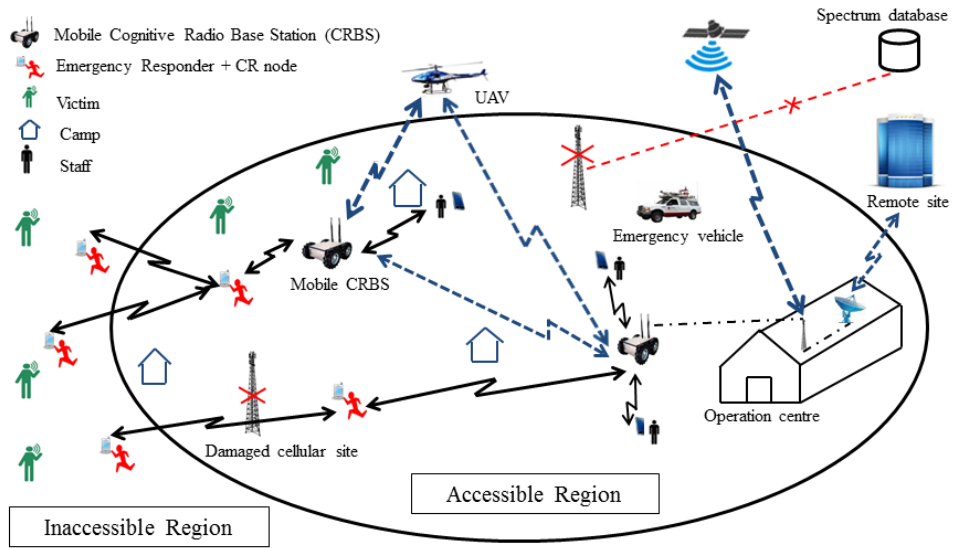 Mobile Cognitive Radio Base Station (CRBS)
Emergency Responder + CR node
Victim
Camp
Staff
UAV
Spectrum database
Remote site
Emergency vehicle
Mobile CRBS
Operation centre
Damaged cellular site
Accessible Region
Inaccessible Region